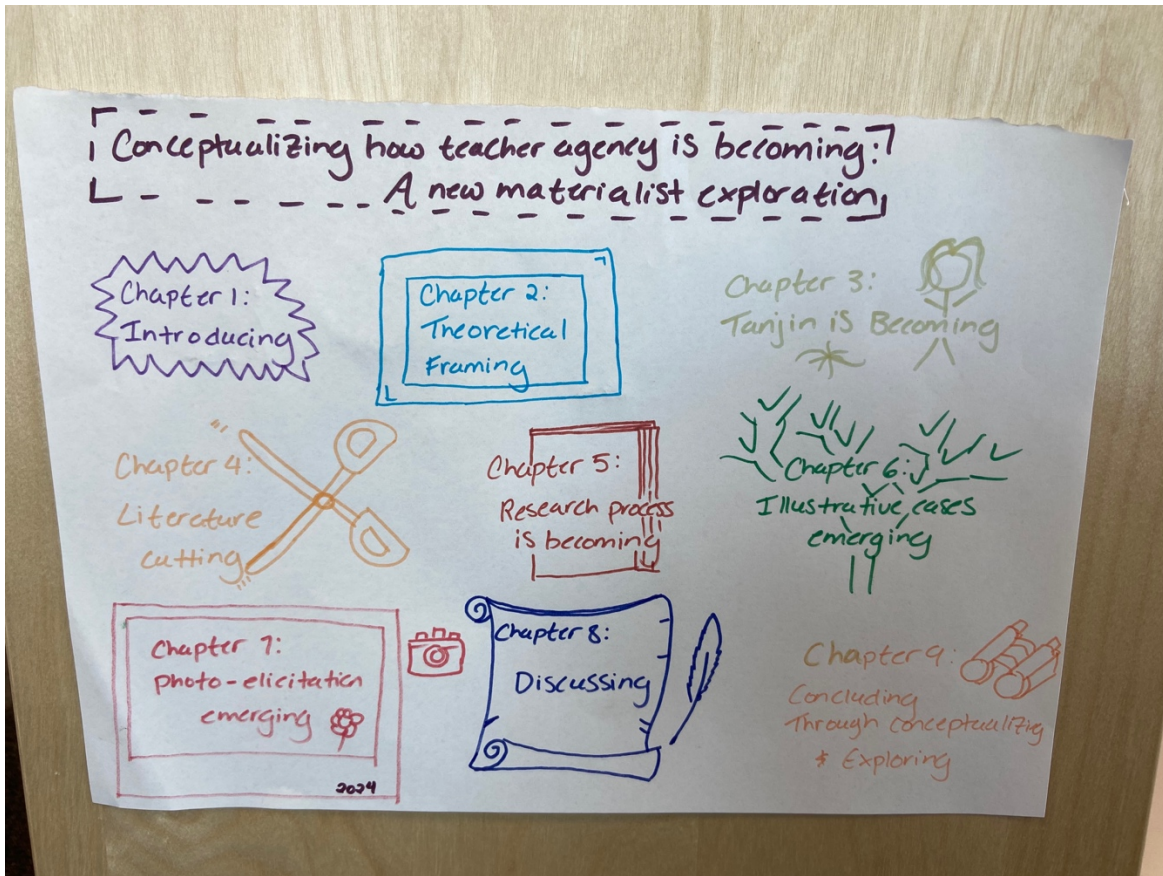 Conceptualizing how teacher agency is becoming:
A new materialist exploration
Chapter 1:
Introducing
Chapter 2:
Theoretical
Framing
Chapter 3:
Tanjin is Becoming
Chapter 4:
Literature
cutting
Chapter 5:
Research process
is becoming
Chapter 6:
Illustrative cases
emerging
Chapter 7:
Photo-elicitation
emerging
2024
Chapter 8:
Discussing
Chapter 9:
Concluding
Through conceptualizing
& Exploring